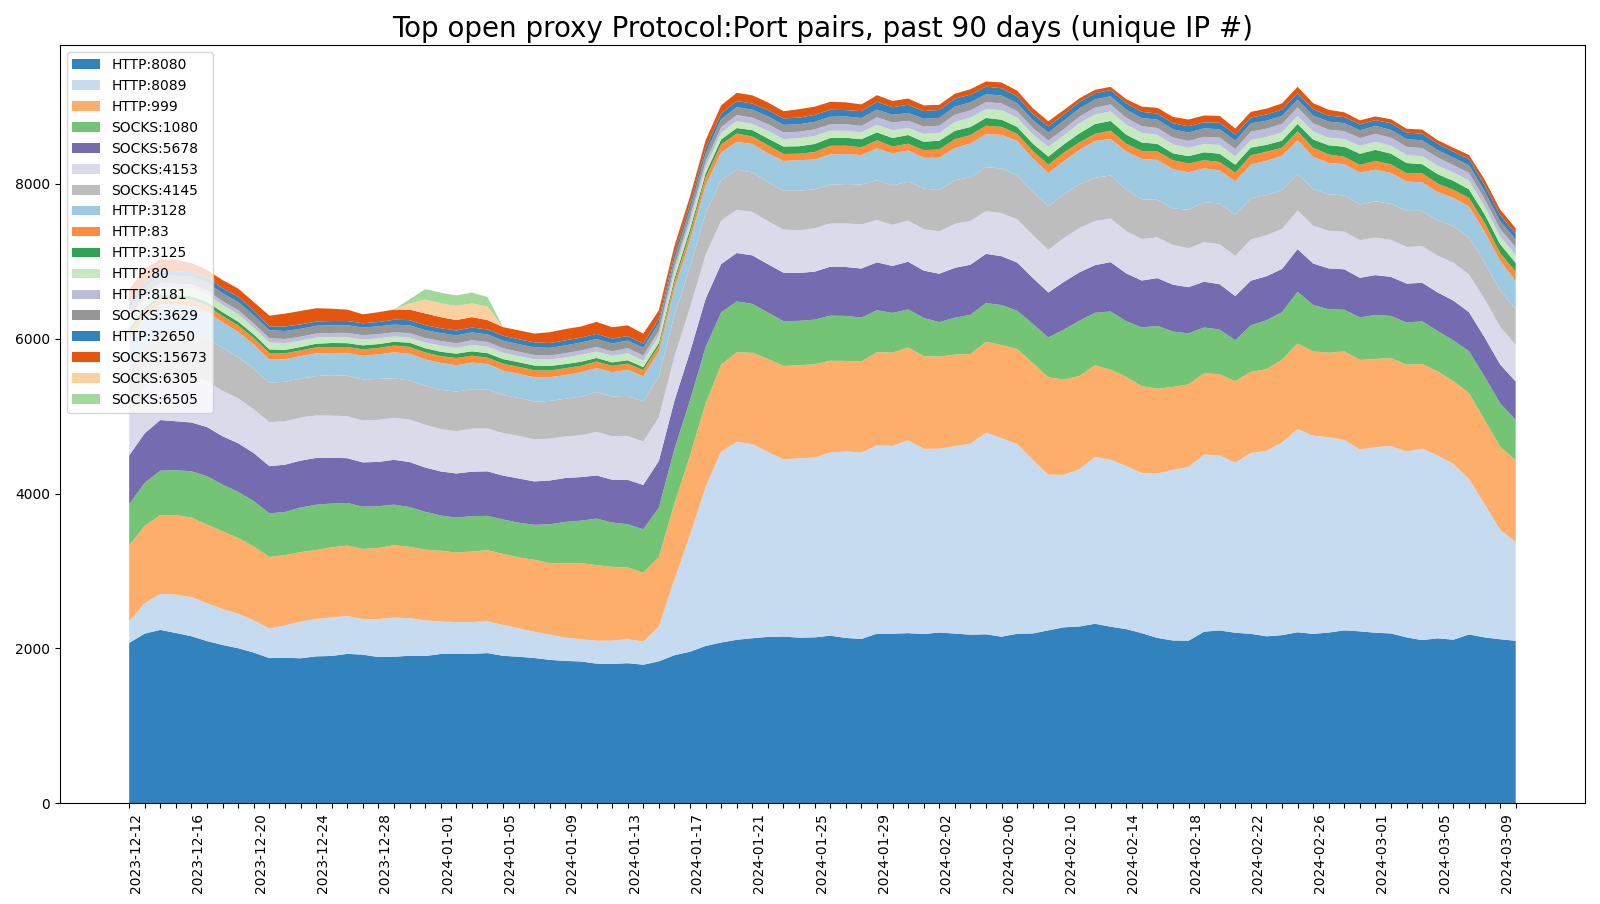 Top open proxy Protocol:Port pairs, past 90 days (unique IP #)
HTTP:8080
HTTP:8089
HTTP:999
SOCKS:1080
SOCKS:5678
SOCKS:4153
SOCKS:4145
HTTP:3128
HTTP:83
HTTP:3125
HTTP:80
HTTP:8181
SOCKS:3629
HTTP:32650
SOCKS:15673
SOCKS:6305
SOCKS:6505
8000
6000
4000
2000
0
2023-12-12
2023-12-16
2023-12-20
2023-12-24
2023-12-28
2024-01-01
2024-01-05
2024-01-09
2024-01-13
2024-01-17
2024-01-21
2024-01-25
2024-01-29
2024-02-02
2024-02-06
2024-02-10
2024-02-14
2024-02-18
2024-02-22
2024-02-26
2024-03-01
2024-03-05
2024-03-09